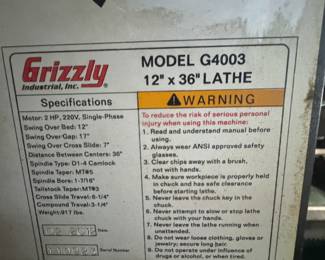 Grizzly
Industrial, Inc.
MODEL G4003
12" x 36" LATHE
Specifications
Motor: 2 HP, 220V, Single-Phase
Swing Over Bed: 12"
Swing Over Gap: 17"
Swing Over Cross Slide: 7"
Distance Between Centers: 36"
Spindle Type: D1-4 Camlock
Spindle Taper: MT#5
Spindle Bore: 1-7/16"
Tailstock Taper: MT#3
Cross Slide Travel: 6-1/4"
Compound Travel: 3-1/4"
Weight: 917 lbs.
Date
Serial Number
WARNING
To reduce the risk of serious personal
injury when using this machine:
1. Read and understand manual before
using.
2. Always wear ANSI approved safety
glasses.
3. Clear chips away with a brush,
not with hands.
4. Make sure workpiece is properly held
in chuck and has safe clearance
before starting lathe.
5. Never leave the chuck key in the
chuck.
6. Never attempt to slow or stop lathe
chuck with your hands.
7. Never leave lathe running when
unattended.
8. Do not wear loose clothing, gloves or
jewelry; secure long hair.
Do not operate under influence of
drugs or alcohol, or when tired.